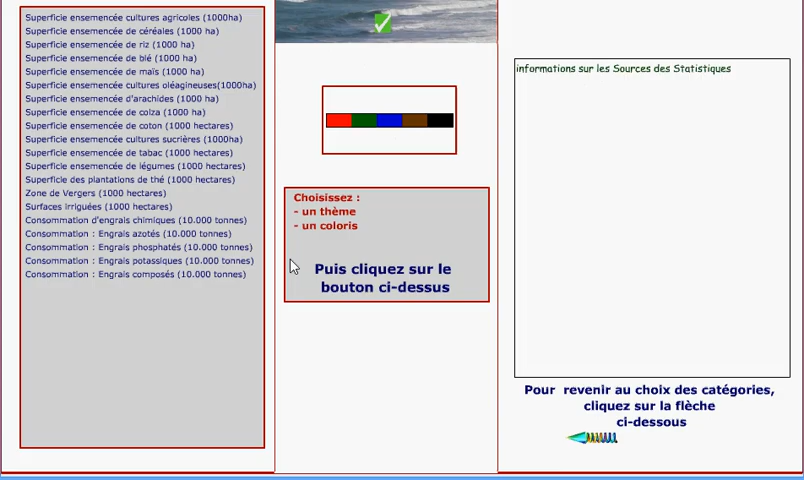 Superficie ensemencée cultures agricoles (1000ha)
Superficie ensemencée de céréales (1000 ha)
Superficie ensemencée de riz (1000 ha)
Superficie ensemencée de blé (1000 ha)
Superficie ensemencée de maïs (1000 ha)
Superficie ensemencée cultures oléagineuses(1000ha)
Superficie ensemencée d'arachides (1000 ha)
Superficie ensemencée de colza (1000 ha)
Superficie ensemencée de coton (1000 hectares)
Superficie ensemencée cultures sucrières (1000ha)
Superficie ensemencée de tabac (1000 hectares)
Superficie ensemencée de légumes (1000 hectares)
Superficie des plantations de thé (1000 hectares)
Zone de Vergers (1000 hectares)
Surfaces irriguées (1000 hectares)
Consommation d'engrais chimiques (10.000 tonnes)
Consommation : Engrais azotés (10.000 tonnes)
Consommation : Engrais phosphatés (10.000 tonnes)
Consommation : Engrais potassiques (10.000 tonnes)
Consommation : Engrais composés (10.000 tonnes)
Choisissez :
- un thème
- un coloris
Puis cliquez sur le
bouton ci-dessus
informations sur les Sources des Statistiques
Pour revenir au choix des catégories,
cliquez sur la flèche
ci-dessous